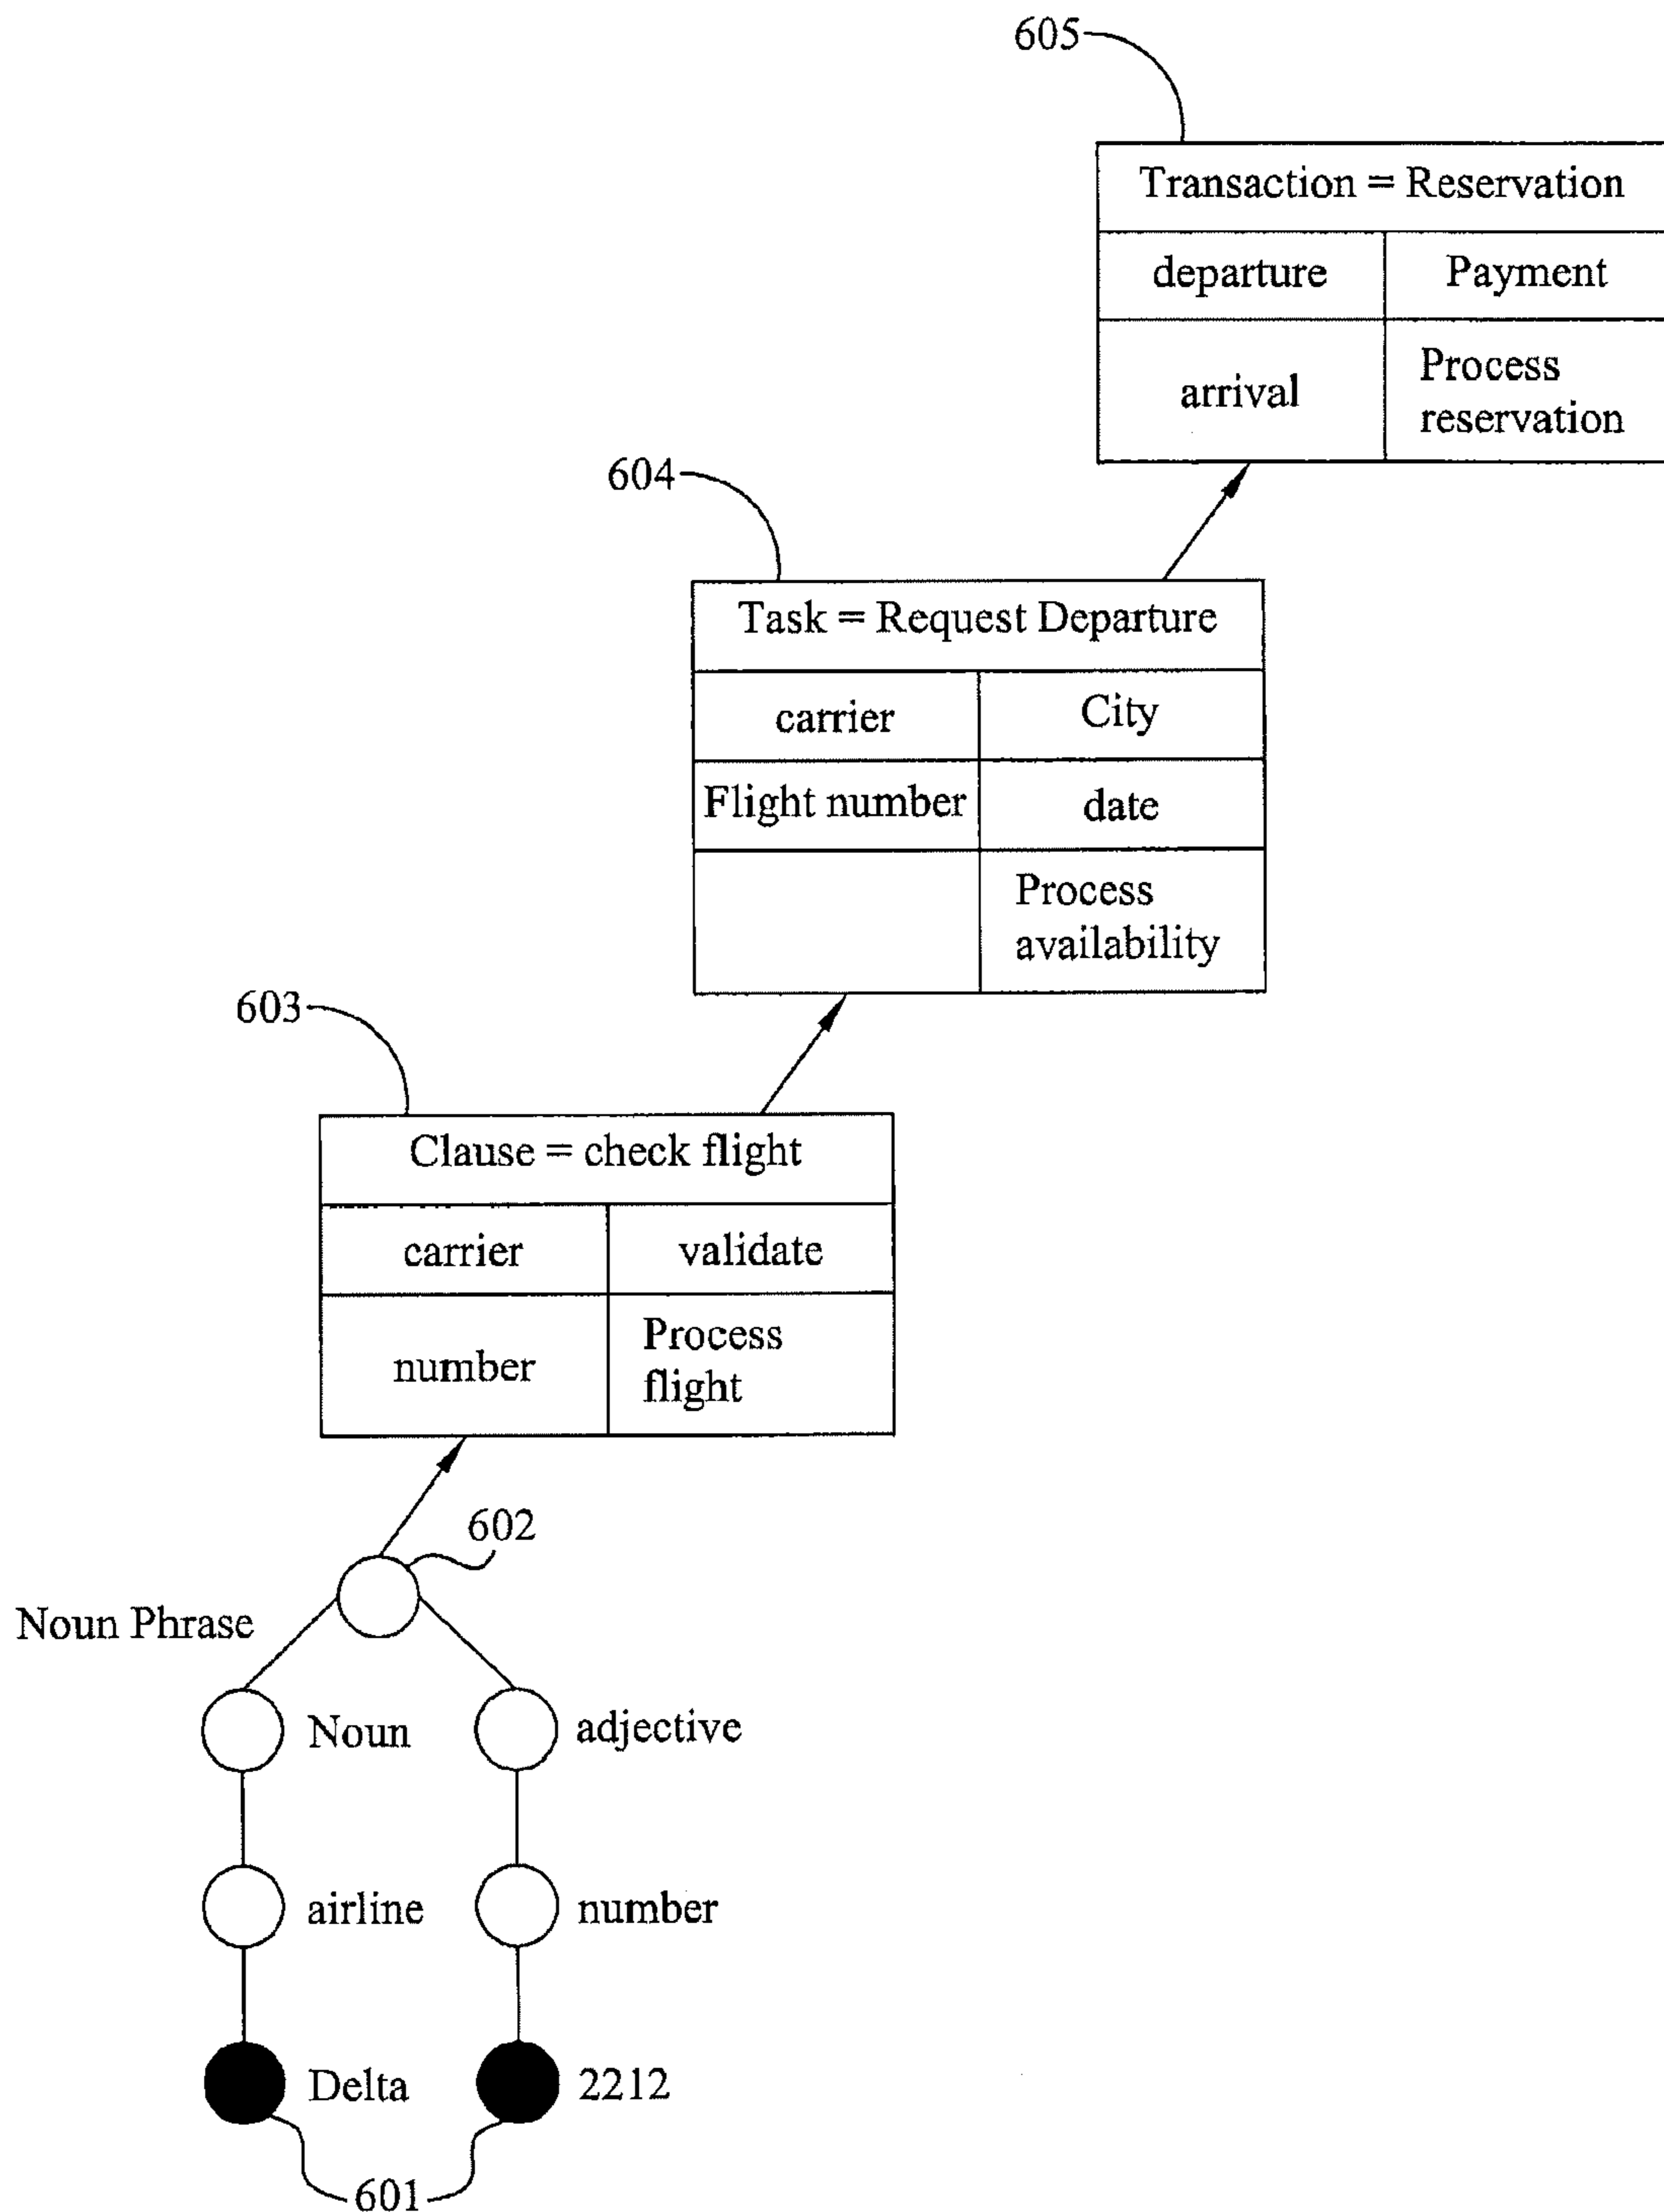 605
Transaction = Reservation
departure
Payment
arrival
Process
reservation
604
Task = Request Departure
carrier
City
Flight number
date
Process
availability
603
Clause = check flight
carrier
validate
number
Process
flight
602
Noun Phrase
Noun
adjective
airline
number
Delta
2212
601